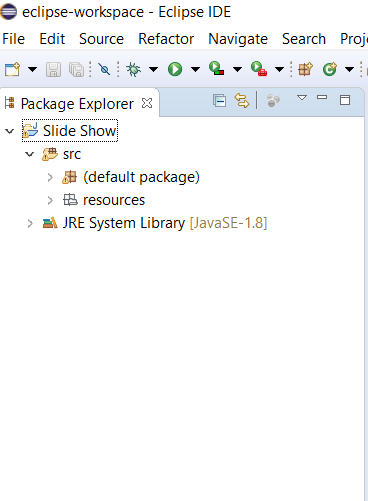 eclipse-workspace - Eclipse IDE
File Edit Source Refactor Navigate Search Proj
Package Explorer
Slide Show
src
(default package)
resources
JRE System Library [JavaSE-1.8]